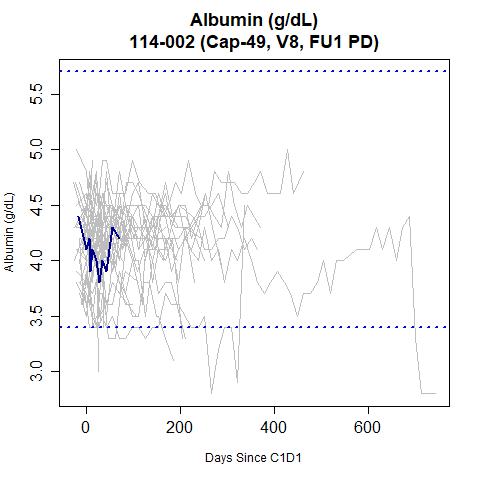 Albumin (g/dL)
114-002 (Cap-49, V8, FU1 PD)
Albumin (g/dL)
5.5
5.0
4.5
4.0
3.5
3.0
0 200 400 600
Days Since C1D1